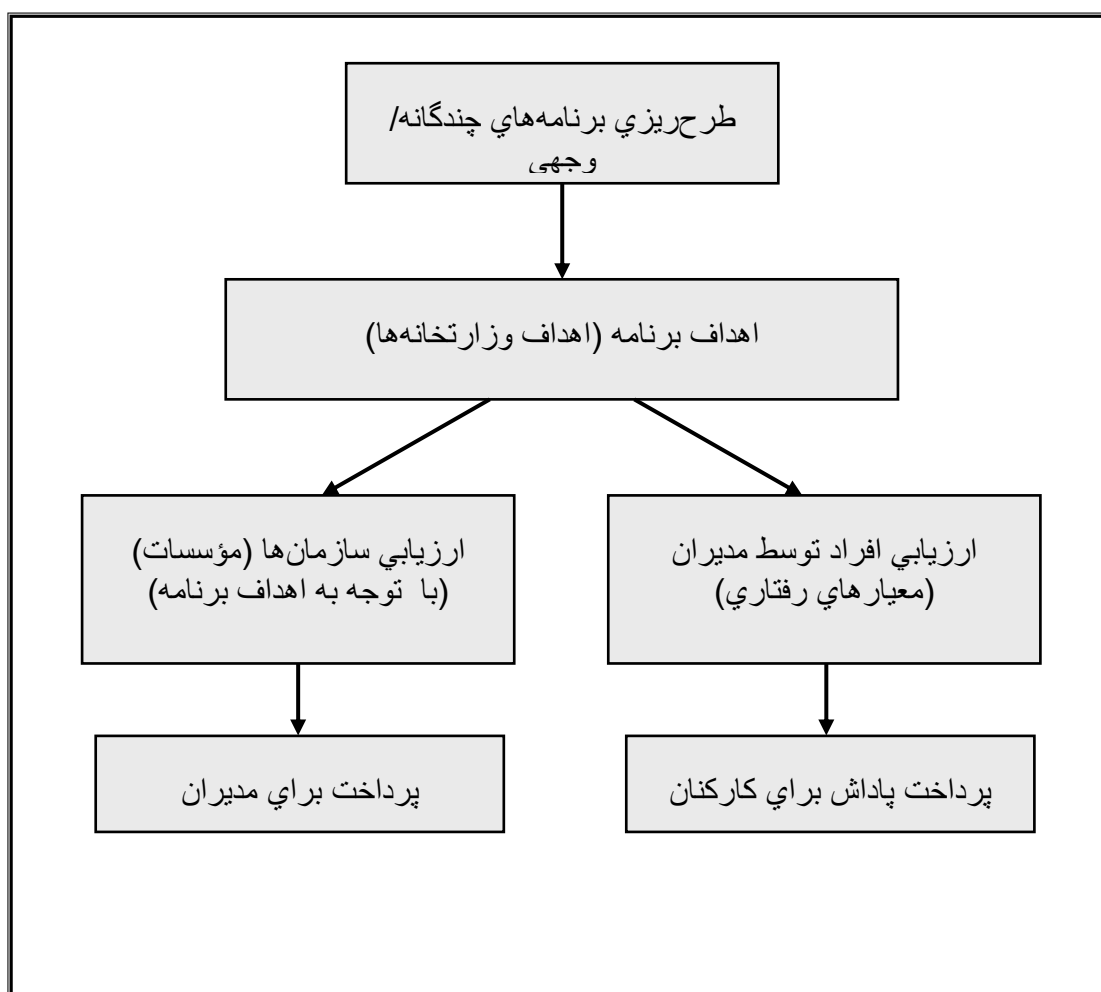 طرح‌ريزي برنامه‌هاي چندگانه/
وجهي
اهداف برنامه (اهداف وزارتخانه‌ها)
ارزيابي افراد توسط مديران
(معيارهاي رفتاري)
ارزيابي سازمان‌ها (مؤسسات)
(با توجه به اهداف برنامه)
پرداخت پاداش براي كاركنان
پرداخت براي مديران